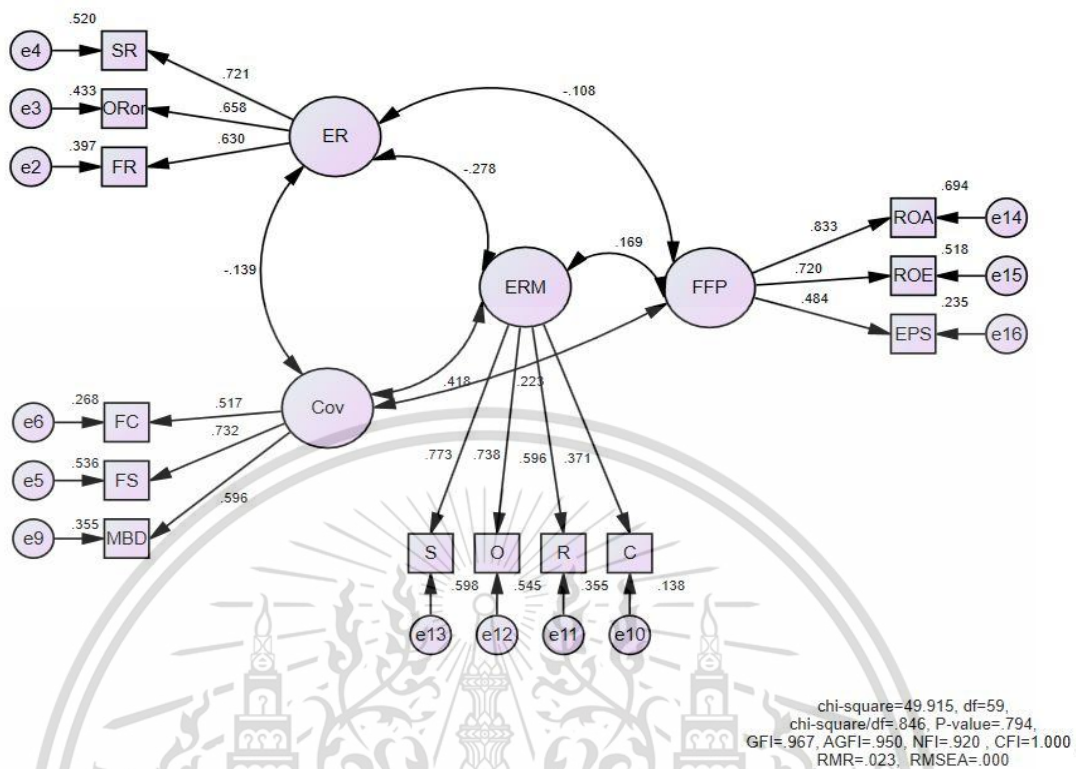 .520
e4
SR
.721
.433
e3
ORor
.658
.397
e2
FR
.630
ER
-.108
-.278
-.139
.694
ROA
e14
.833
.518
ROE
e15
.720
.235
EPS
e16
.484
.169
ERM
FFP
.418
.223
Cov
.268
e6
FC
.517
.536
e5
FS
.732
.355
e9
MBD
.596
.773
.738
.596
.371
S
O
R
C
.598
.545
.355
.138
e13
e12
e11
e10
chi-square=49.915, df=59,
chi-square/df=.846, P-value=.794,
GFI=.967, AGFI=.950, NFI=.920 , CFI=1.000
RMR=.023, RMSEA=.000